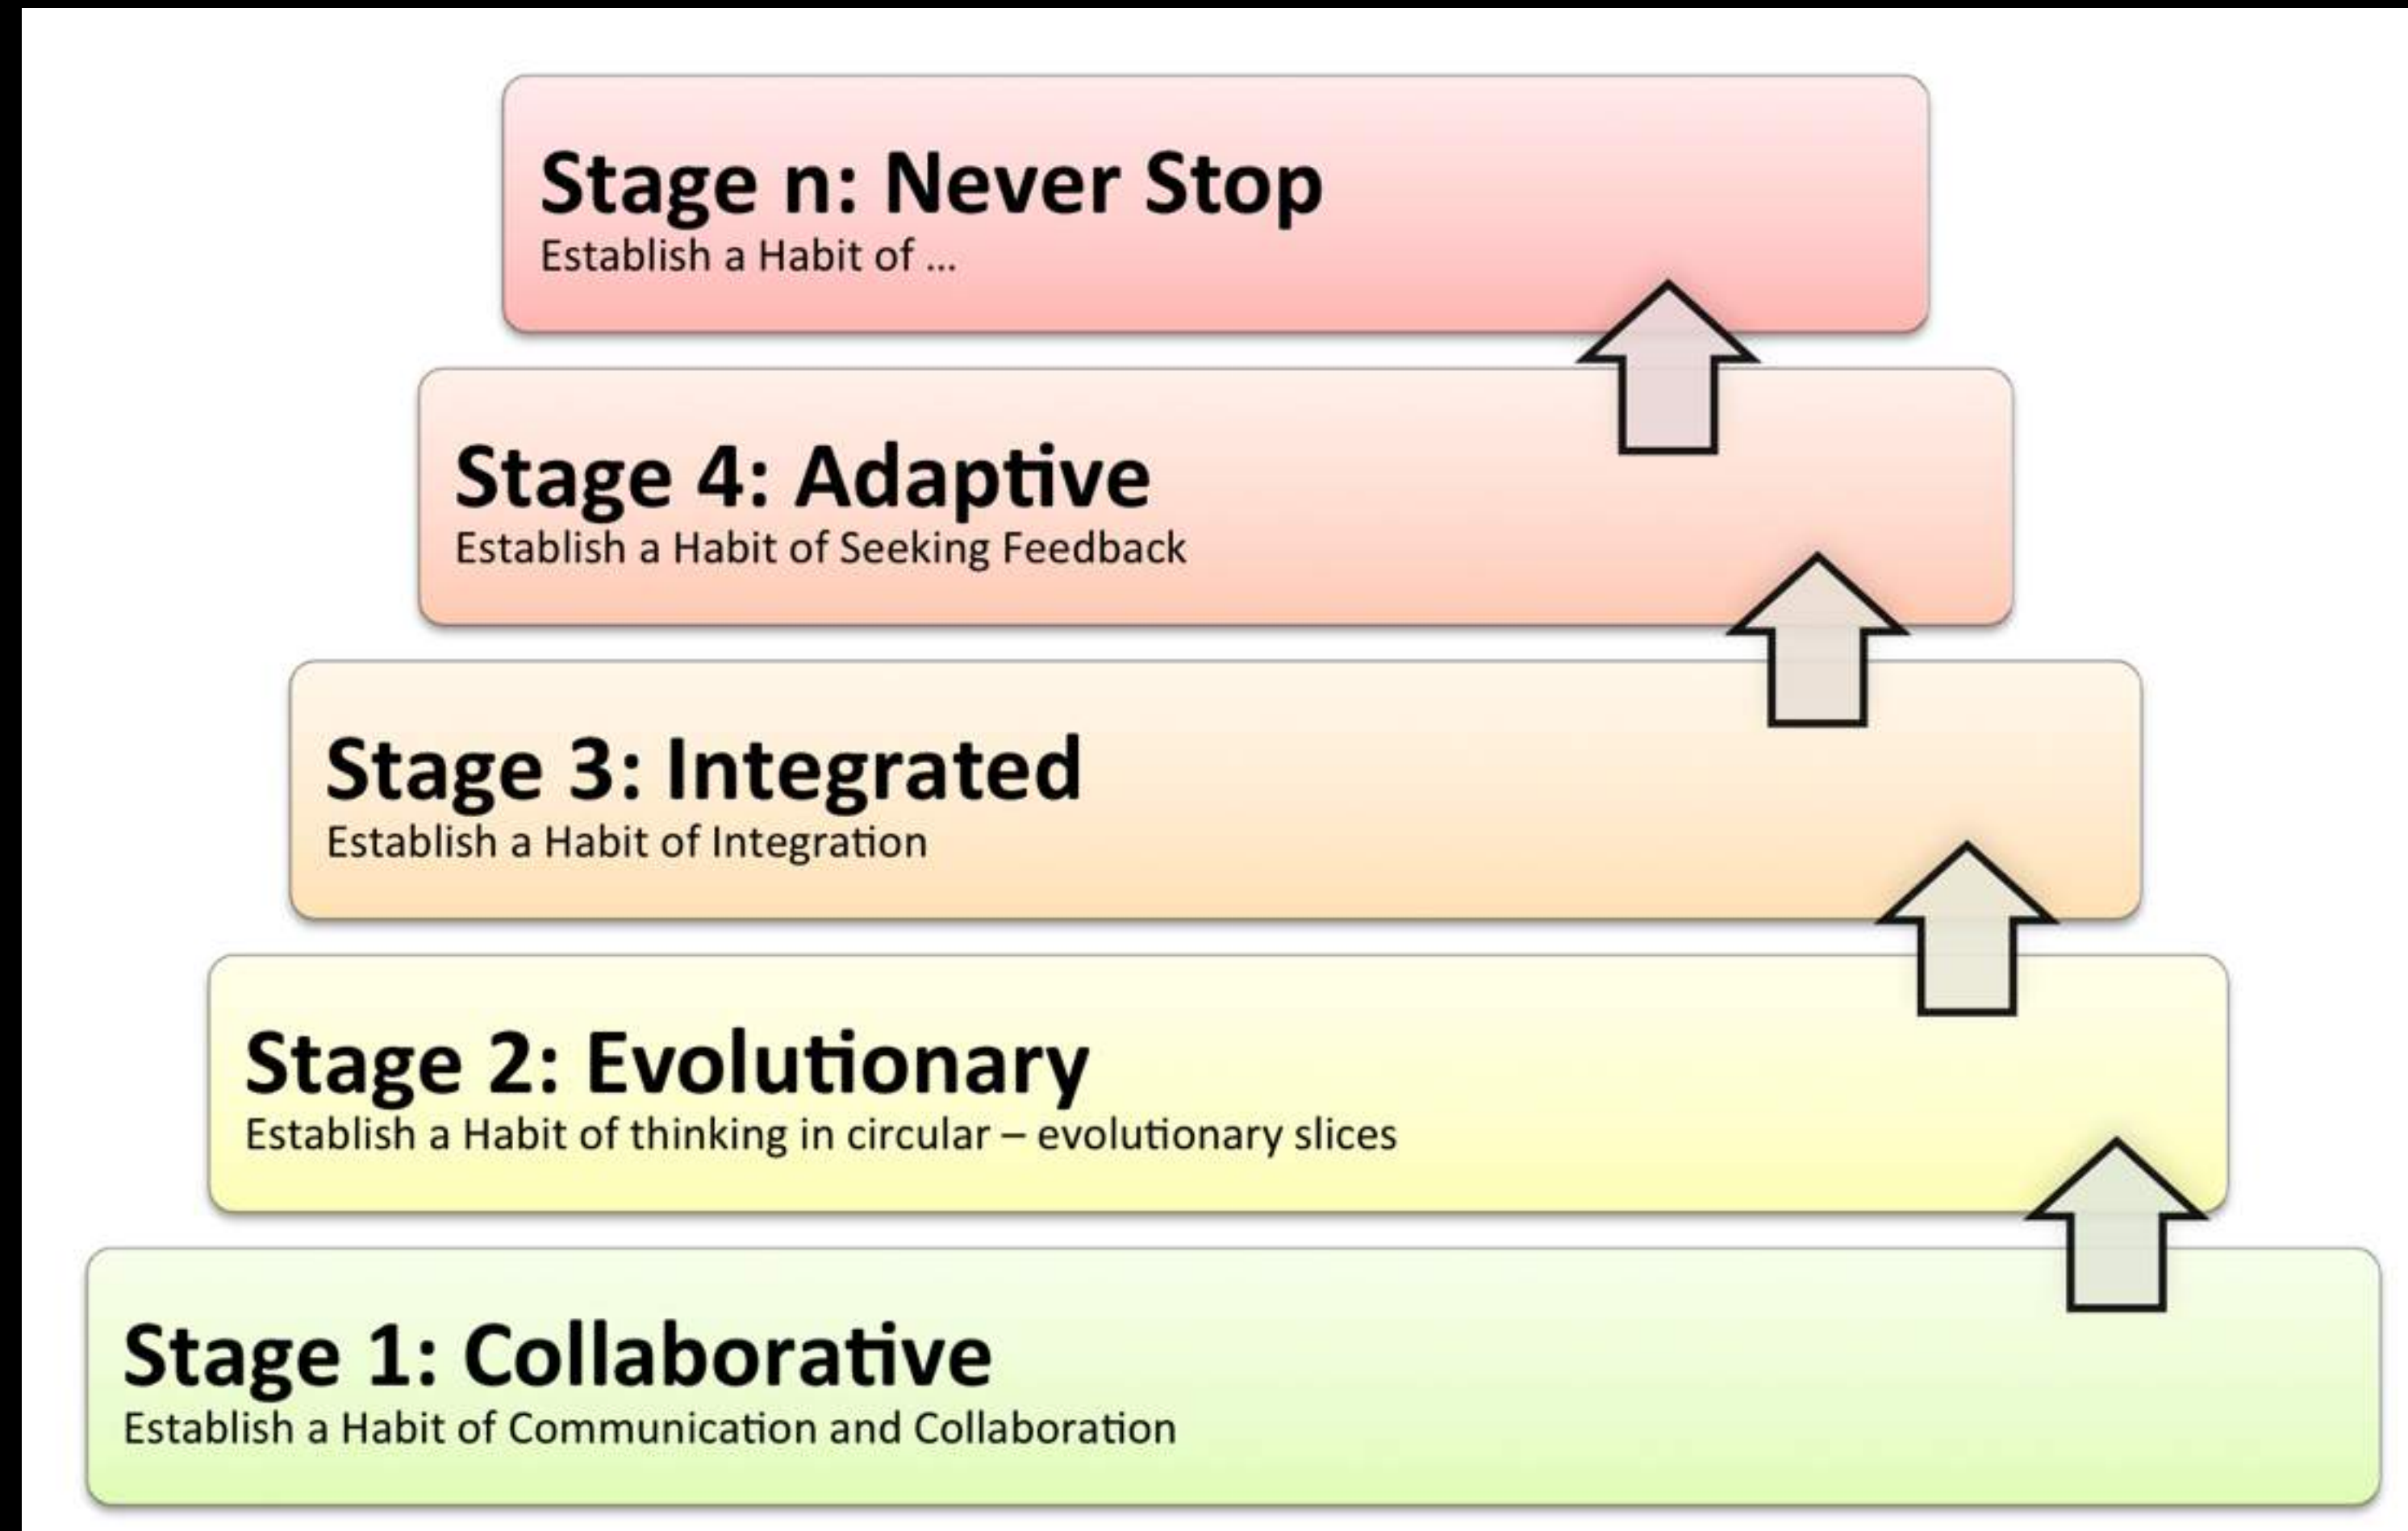 Stage n: Never Stop
Establish a Habit of ...
Stage 4: Adaptive
Establish a Habit of Seeking Feedback
Stage 3: Integrated
Establish a Habit of Integration
Stage 2: Evolutionary
Establish a Habit of thinking in circular – evolutionary slices
Stage 1: Collaborative
Establish a Habit of Communication and Collaboration